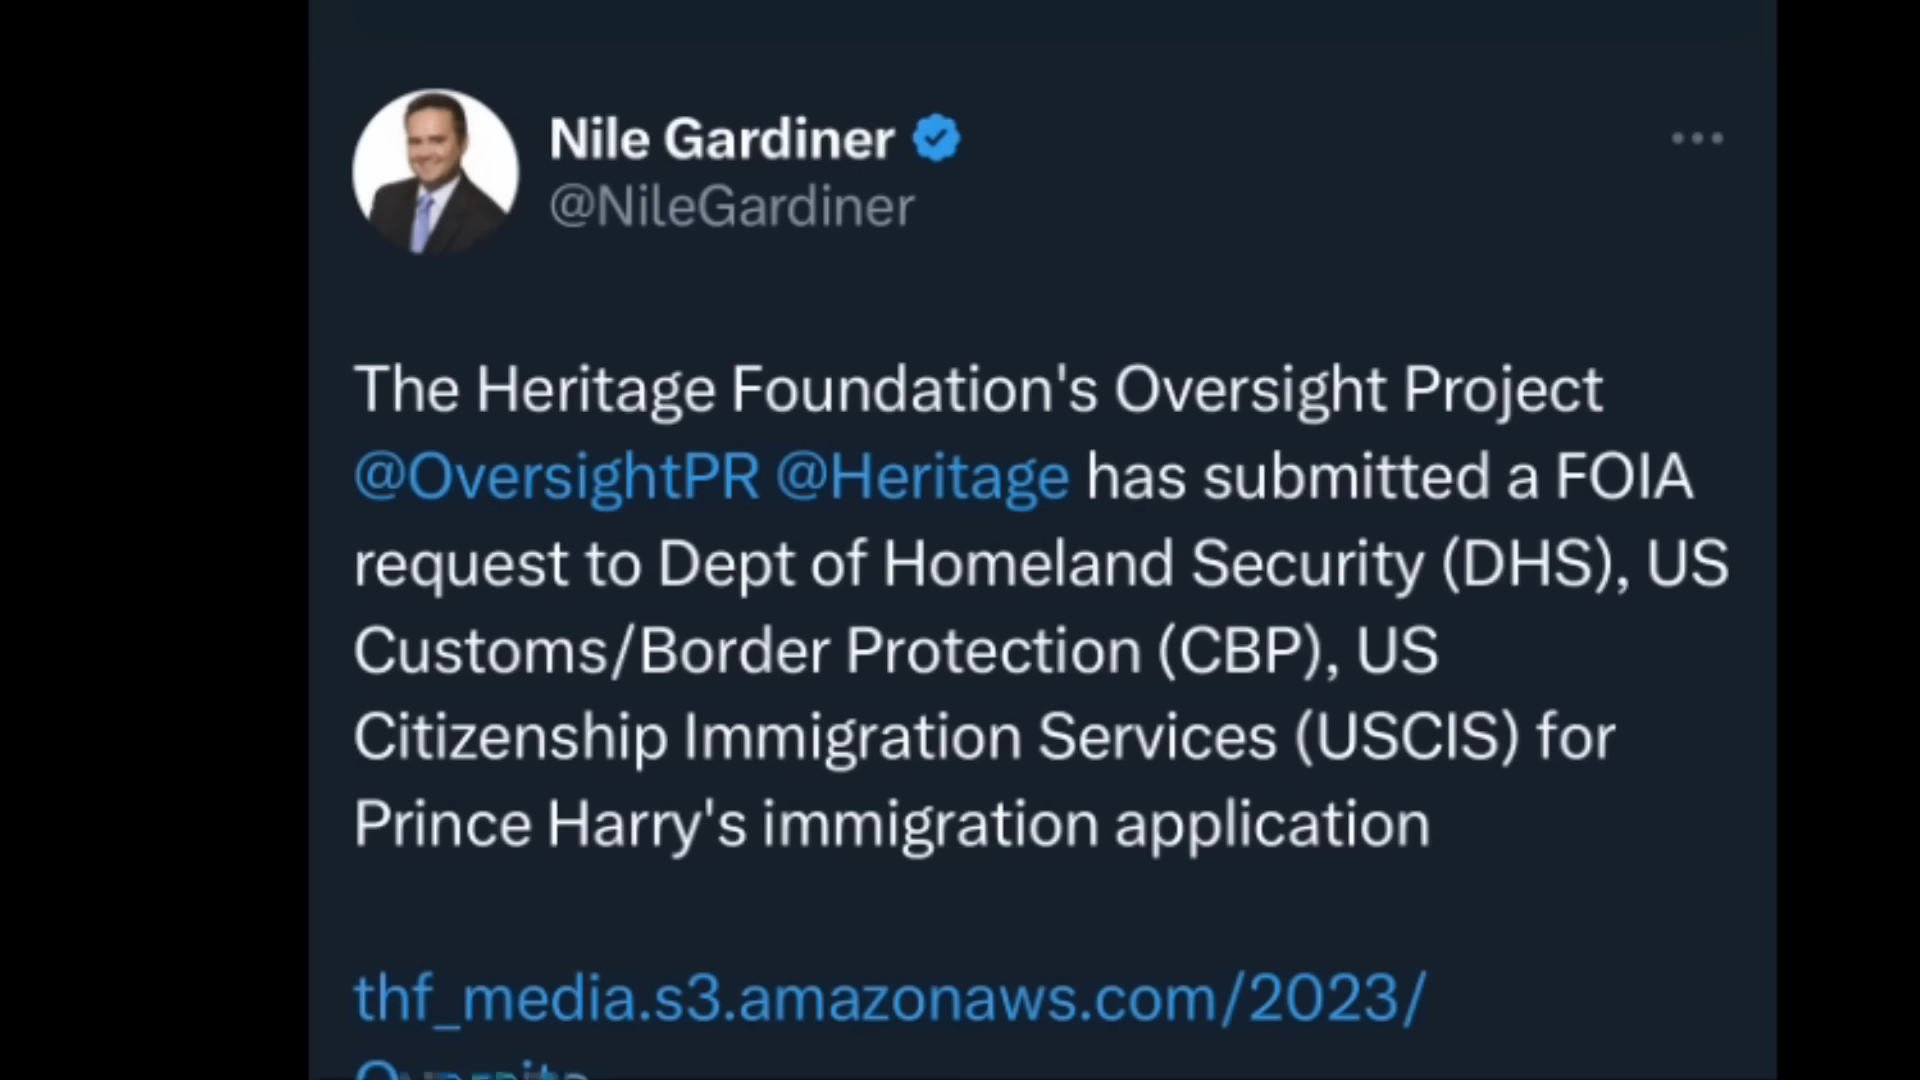 Nile Gardiner
@NileGardiner
The Heritage Foundation's Oversight Project
@OversightPR @Heritage has submitted a FOIA
request to Dept of Homeland Security (DHS), US
Customs/Border Protection (CBP), US
Citizenship Immigration Services (USCIS) for
Prince Harry's immigration application
thf_media.s3.amazonaws.com/2023/